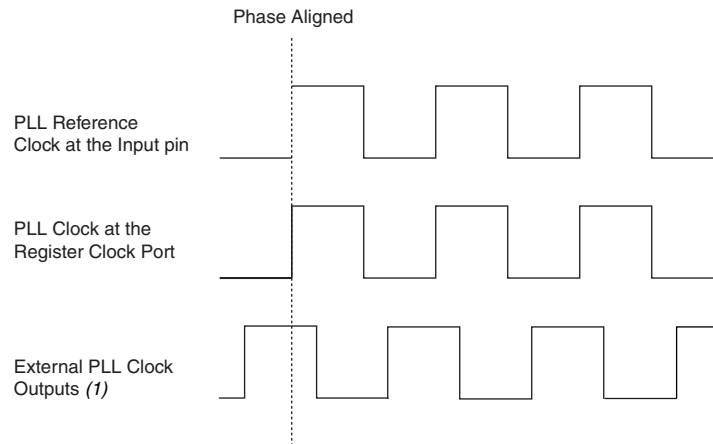 Phase Aligned
PLL Reference
Clock at the Input pin
PLL Clock at the
Register Clock Port
External PLL Clock
Outputs (1)